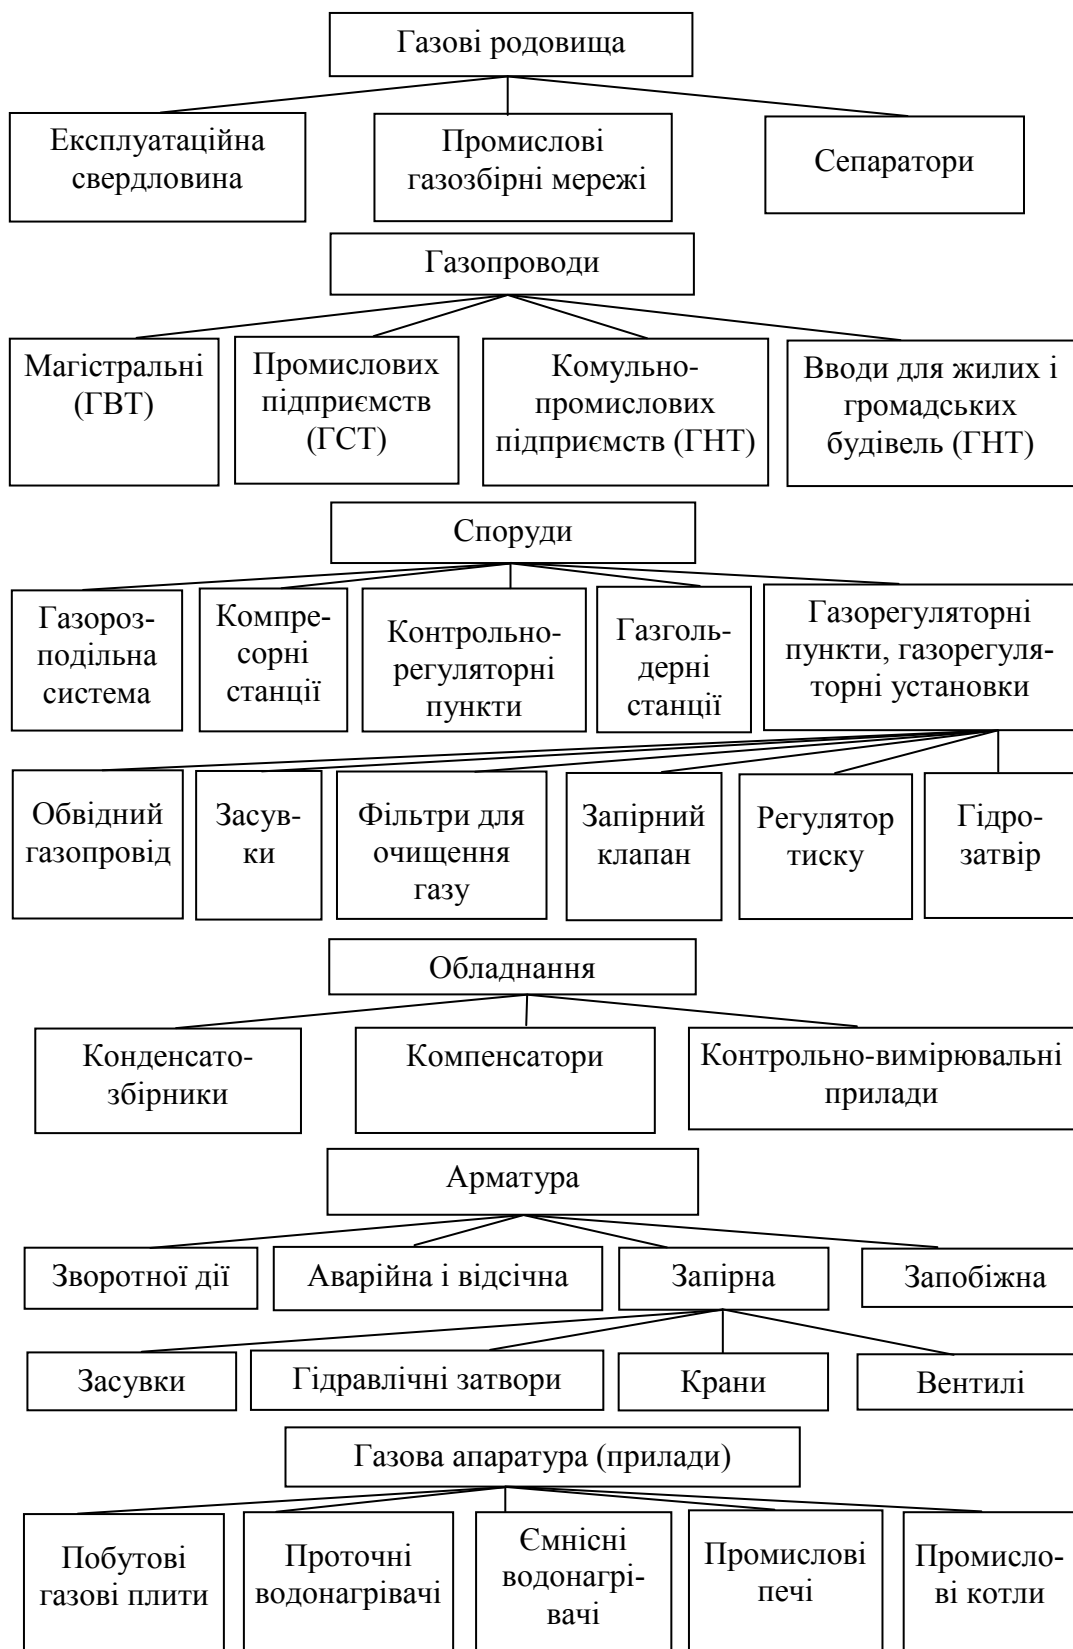 Газові родовища
Експлуатаційна
свердловина
Промислові
газозбірні мережі
Сепаратори
Газопроводи
Магістральні
(ГВТ)
Промислових
підприємств
(ГСТ)
Комульно-
промислових
підприємств (ГНТ)
Вводи для жилих і
громадських
будівель (ГНТ)
Споруди
Газороз-
подільна
система
Компре-
сорні
станції
Контрольно-
регуляторні
пункти
Газголь-
дерні
станції
Газорегуляторні
пункти, газорегуля-
торні установки
Обвідний
газопровід
Засув-
ки
Фільтри для
очищення
газу
Запірний
клапан
Регулятор
тиску
Гідро-
затвір
Обладнання
Конденсато-
збірники
Компенсатори
Контрольно-вимірювальні
прилади
Арматура
Зворотної дії
Аварійна і відсічна
Запірна
Запобіжна
Засувки
Гідравлічні затвори
Крани
Вентилі
Газова апаратура (прилади)
Побутові
газові плити
Проточні
водонагрівачі
Ємнісні
водонагрі-
вачі
Промислові
печі
Промисло-
ві котли